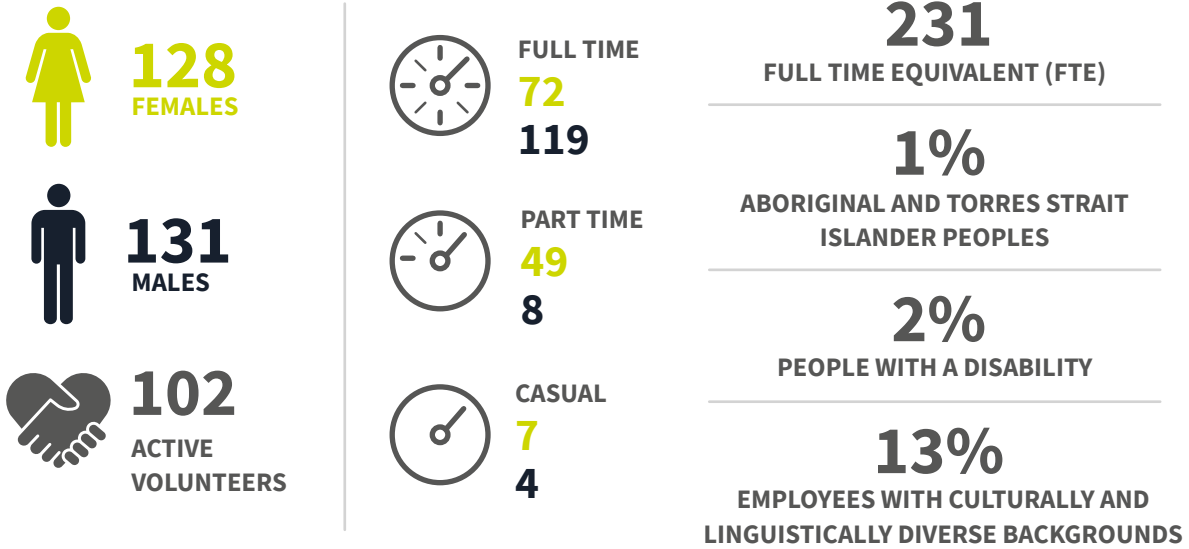 128
FEMALES
131
MALES
102
ACTIVE
VOLUNTEERS
FULL TIME
72
119
PART TIME
49
8
CASUAL
7
4
231
FULL TIME EQUIVALENT (FTE)
1%
ABORIGINAL AND TORRES STRAIT
ISLANDER PEOPLES
2%
PEOPLE WITH A DISABILITY
13%
EMPLOYEES WITH CULTURALLY AND
LINGUISTICALLY DIVERSE BACKGROUNDS